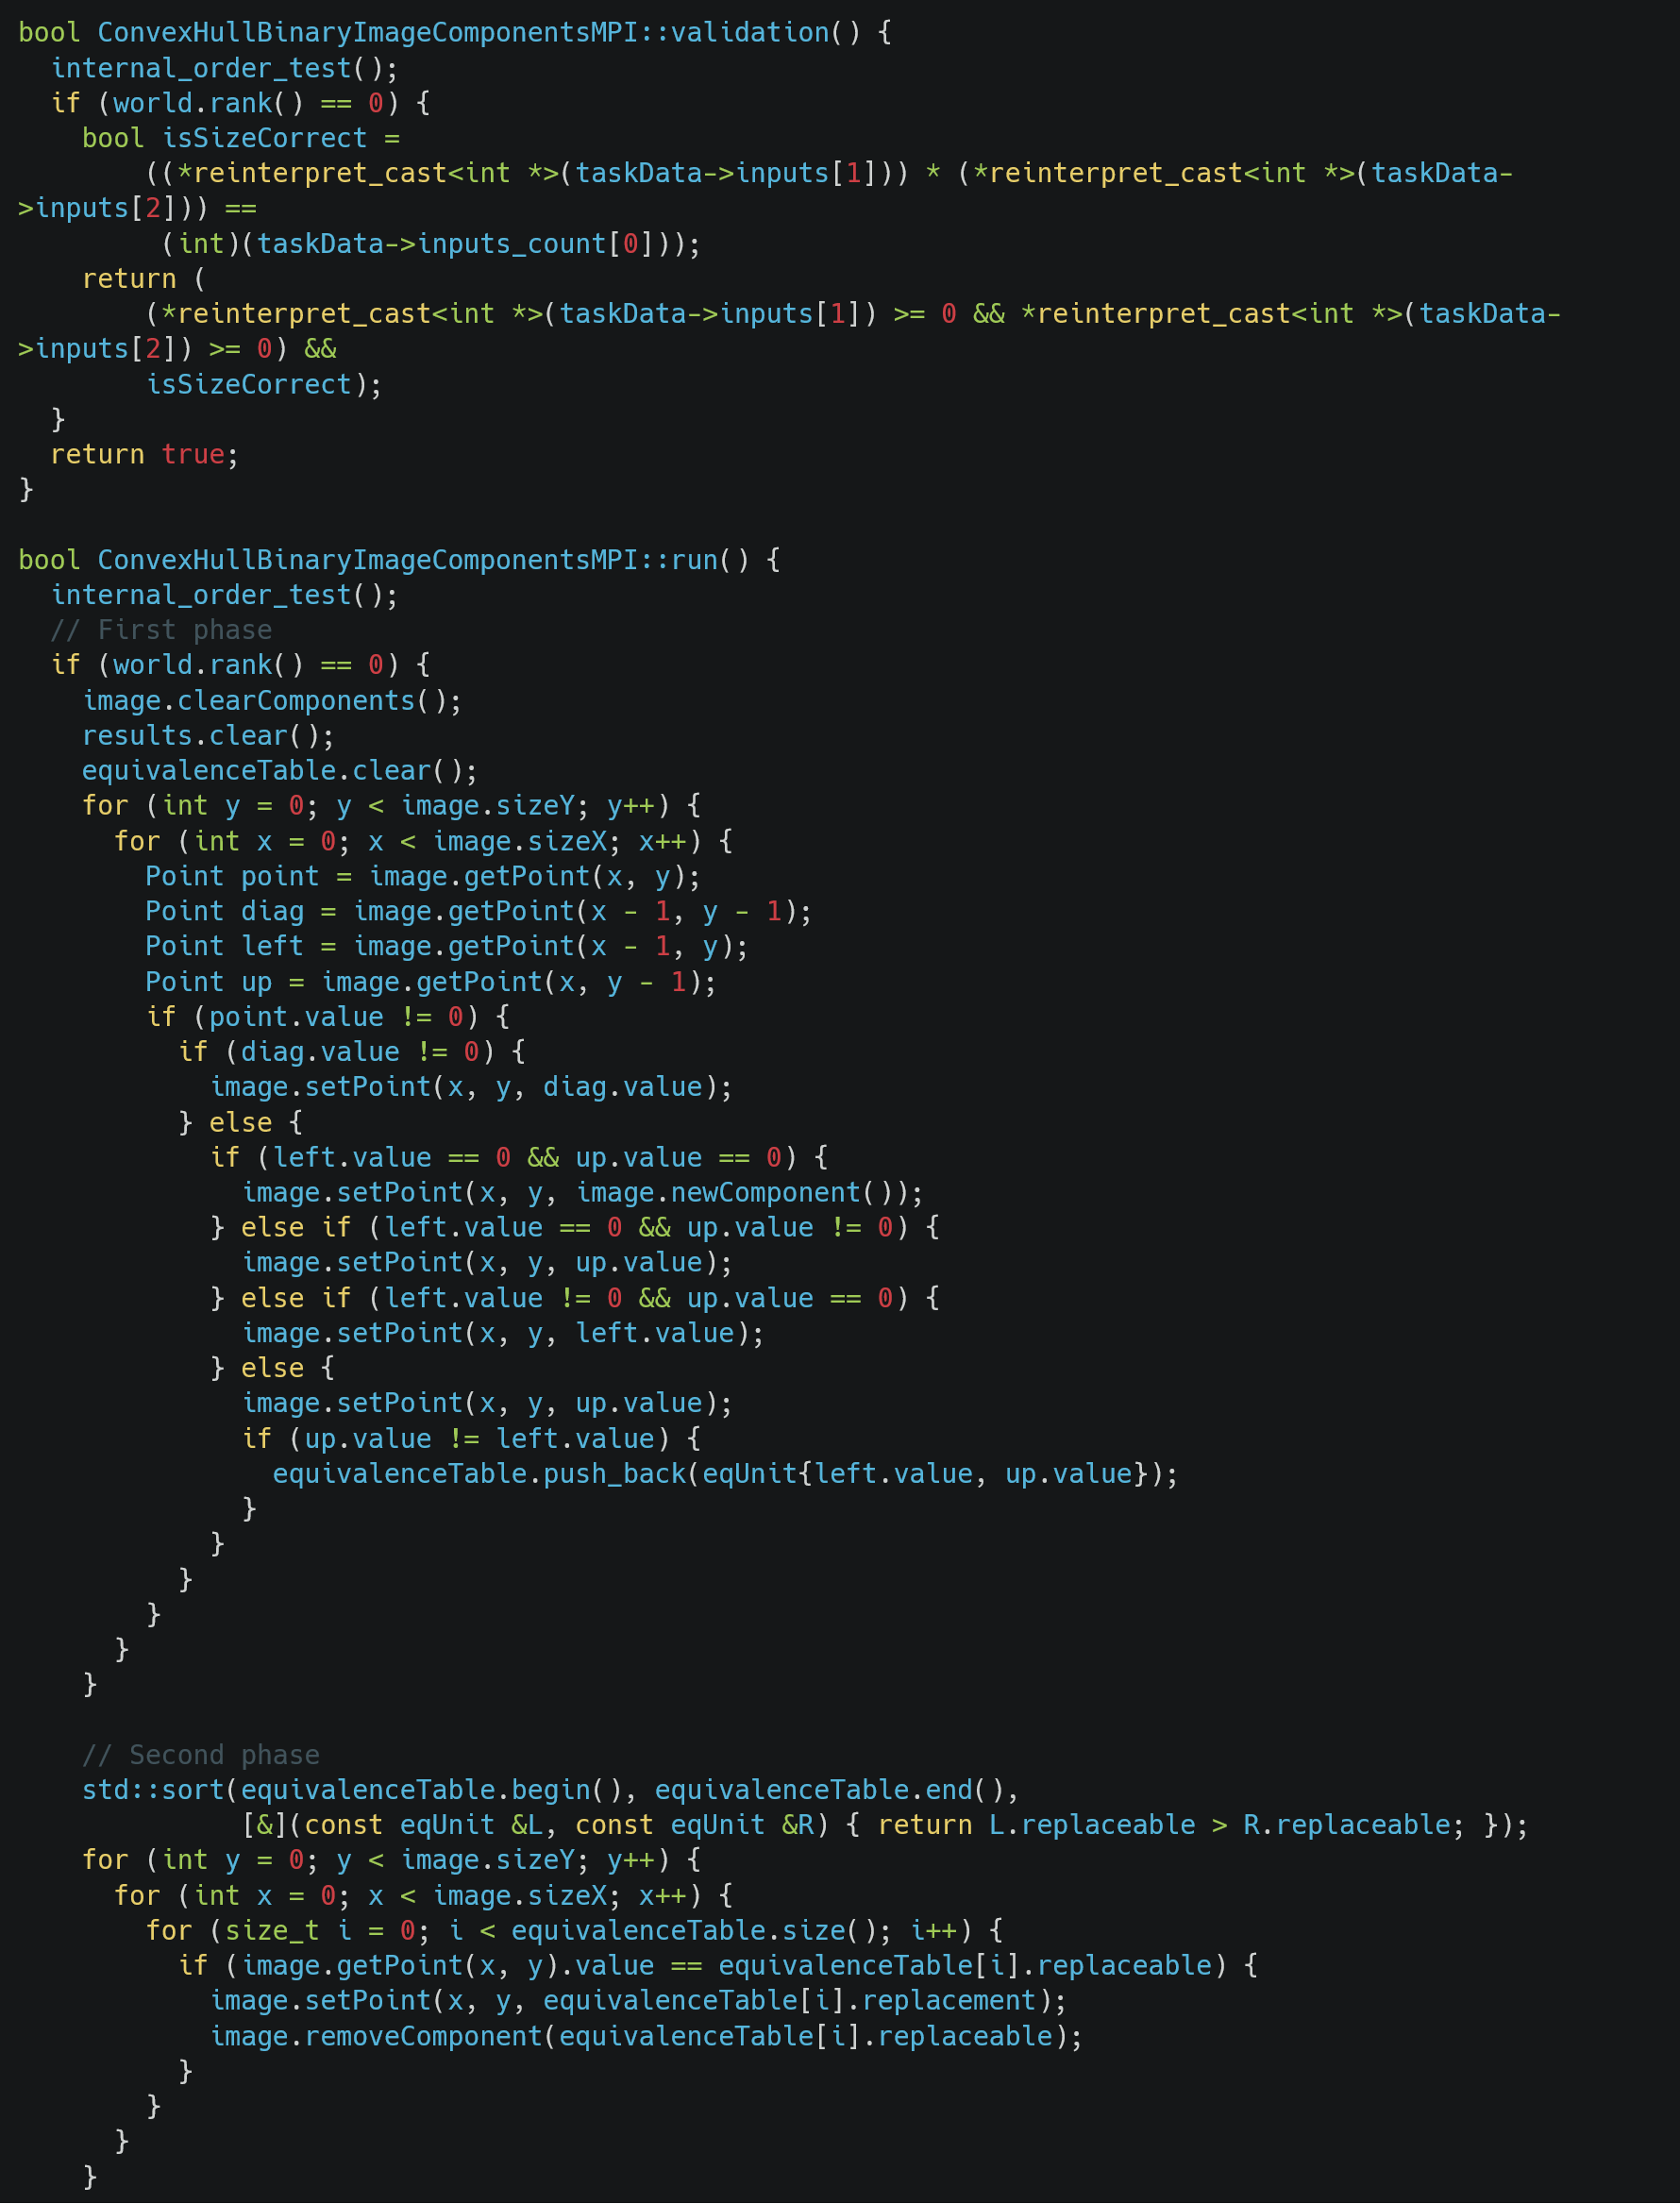 bool ConvexHullBinaryImageComponentsMPI::validation() {
  internal_order_test();
  if (world.rank() == 0) {
    bool isSizeCorrect =
        ((*reinterpret_cast<int *>(taskData->inputs[1])) * (*reinterpret_cast<int *>(taskData-
>inputs[2])) ==
         (int)(taskData->inputs_count[0]));
    return (
        (*reinterpret_cast<int *>(taskData->inputs[1]) >= 0 && *reinterpret_cast<int *>(taskData-
>inputs[2]) >= 0) &&
        isSizeCorrect);
  }
  return true;
}

bool ConvexHullBinaryImageComponentsMPI::run() {
  internal_order_test();
  // First phase
  if (world.rank() == 0) {
    image.clearComponents();
    results.clear();
    equivalenceTable.clear();
    for (int y = 0; y < image.sizeY; y++) {
      for (int x = 0; x < image.sizeX; x++) {
        Point point = image.getPoint(x, y);
        Point diag = image.getPoint(x - 1, y - 1);
        Point left = image.getPoint(x - 1, y);
        Point up = image.getPoint(x, y - 1);
        if (point.value != 0) {
          if (diag.value != 0) {
            image.setPoint(x, y, diag.value);
          } else {
            if (left.value == 0 && up.value == 0) {
              image.setPoint(x, y, image.newComponent());
            } else if (left.value == 0 && up.value != 0) {
              image.setPoint(x, y, up.value);
            } else if (left.value != 0 && up.value == 0) {
              image.setPoint(x, y, left.value);
            } else {
              image.setPoint(x, y, up.value);
              if (up.value != left.value) {
                equivalenceTable.push_back(eqUnit{left.value, up.value});
              }
            }
          }
        }
      }
    }

    // Second phase
    std::sort(equivalenceTable.begin(), equivalenceTable.end(),
              [&](const eqUnit &L, const eqUnit &R) { return L.replaceable > R.replaceable; });
    for (int y = 0; y < image.sizeY; y++) {
      for (int x = 0; x < image.sizeX; x++) {
        for (size_t i = 0; i < equivalenceTable.size(); i++) {
          if (image.getPoint(x, y).value == equivalenceTable[i].replaceable) {
            image.setPoint(x, y, equivalenceTable[i].replacement);
            image.removeComponent(equivalenceTable[i].replaceable);
          }
        }
      }
    }